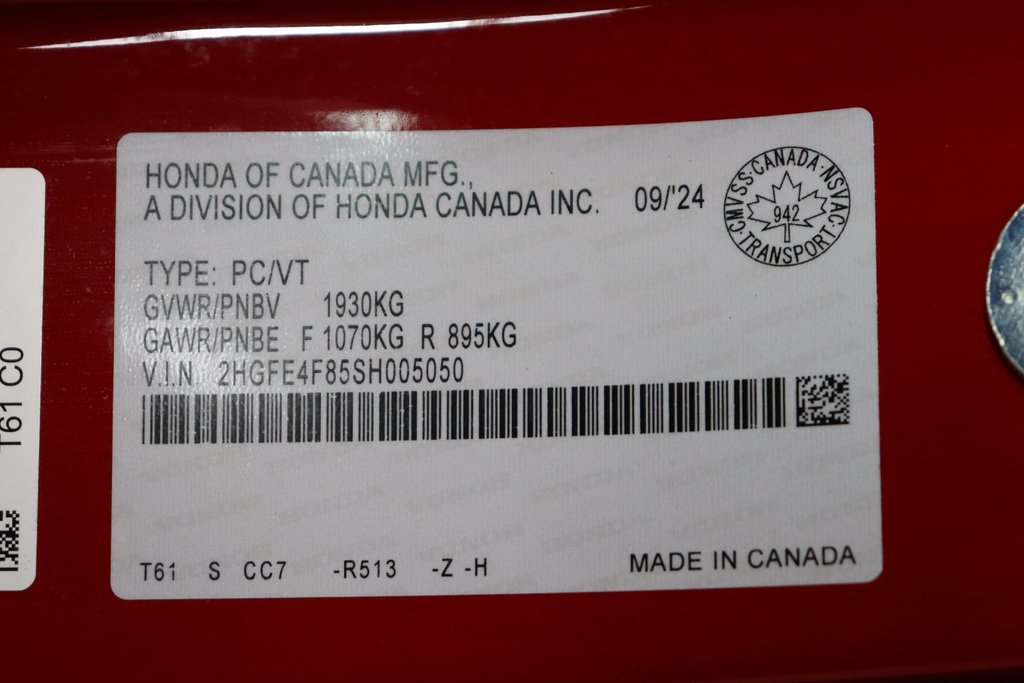 HONDA OF CANADA MFG.,
A DIVISION OF HONDA CANADA INC.
09/'24
CMVSS·CANADA·NSVAC·TRANSPORT·
942
TYPE: PC/VT
GVWR/PNBV 1930KG
GAWR/PNBE F 1070KG R 895KG
V.I.N. 2HGFE4F85SH005050
T61 S CC7 -R513 -Z -H
MADE IN CANADA
T61 C0